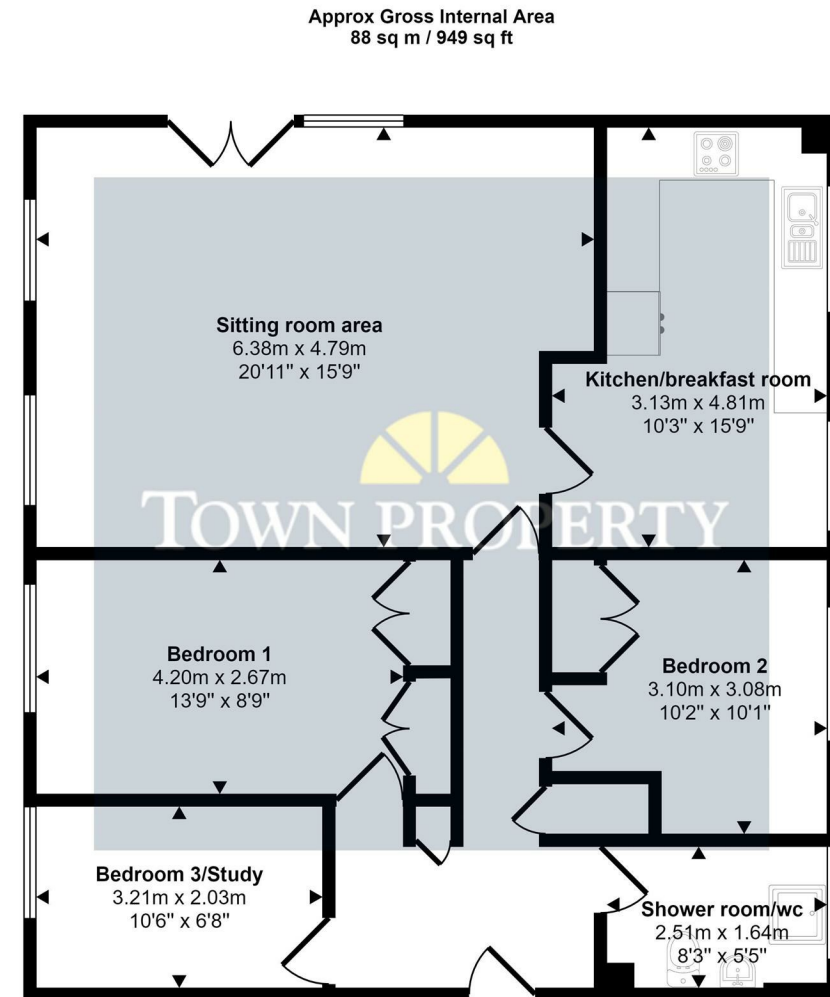 Approx Gross Internal Area
88 sq m / 949 sq ft
Sitting room area
6.38m x 4.79m
20'11" x 15'9"
Kitchen/breakfast room
3.13m x 4.81m
10'3" x 15'9"
TOWN PROPERTY
Bedroom 1
4.20m x 2.67m
13'9" x 8'9"
Bedroom 2
3.10m x 3.08m
10'2" x 10'1"
Bedroom 3/Study
3.21m x 2.03m
10'6" x 6'8"
Shower room/wc
2.51m x 1.64m
8'3" x 5'5"